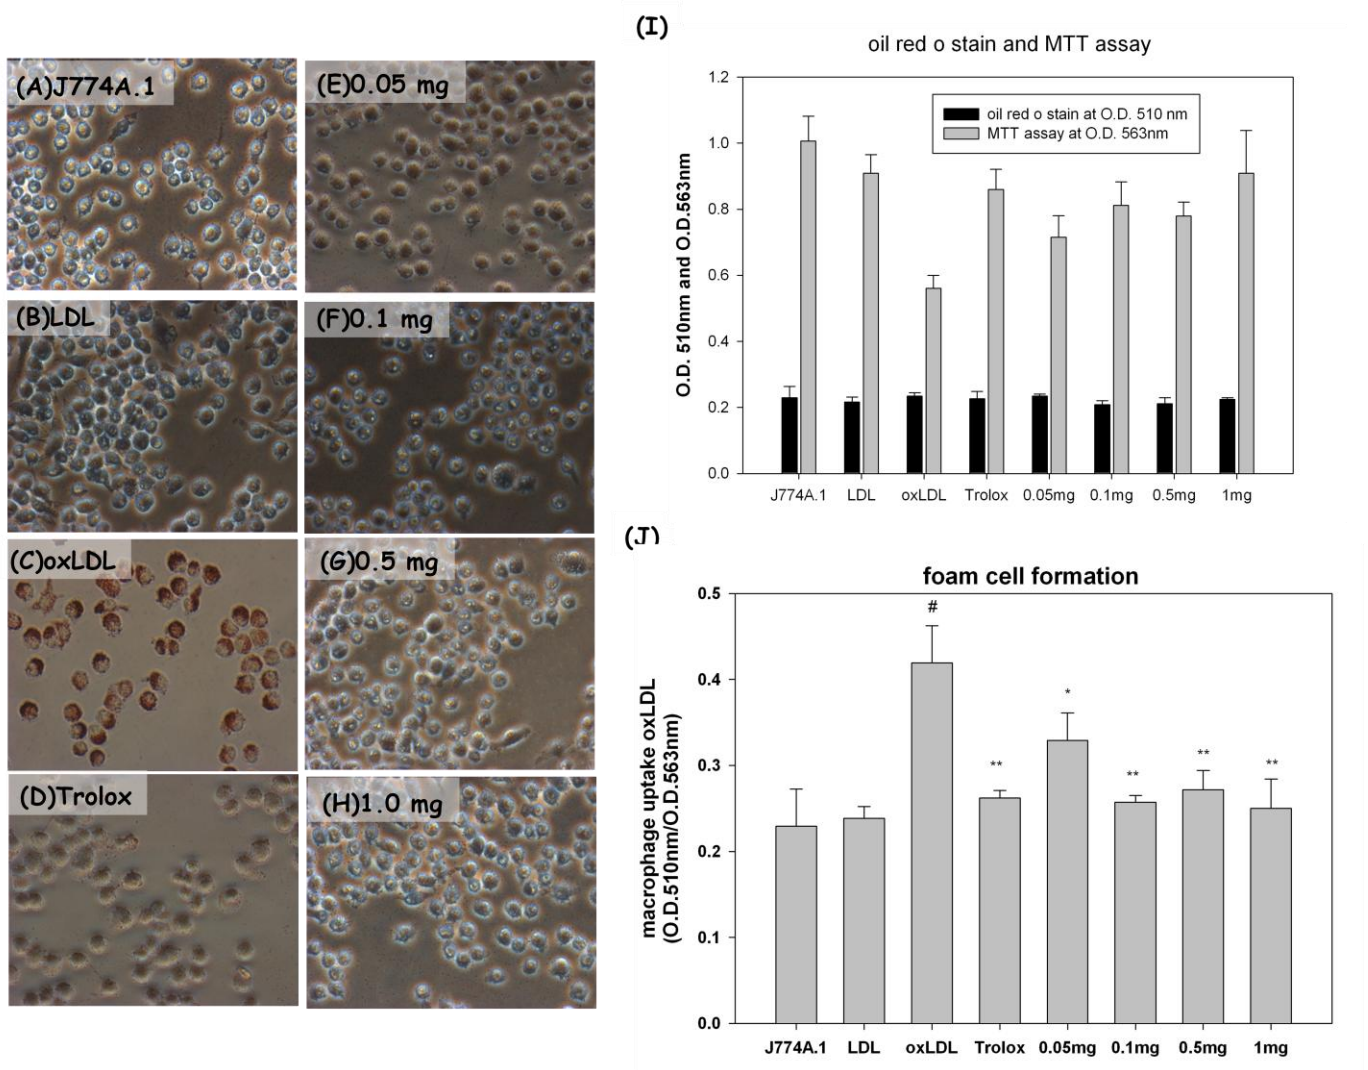 (A)J774A.1
(B)LDL
(C)oxLDL
(D)Trolox
(E)0.05 mg
(F)0.1 mg
(G)0.5 mg
(H)1.0 mg
(I)
oil red o stain and MTT assay
oil red o stain at O.D. 510 nm
MTT assay at O.D. 563nm
O.D. 510nm and O.D.563nm
1.2
1.0
0.8
0.6
0.4
0.2
0.0
J774A.1 LDL oxLDL Trolox 0.05mg 0.1mg 0.5mg 1mg
(J)
foam cell formation
macrophage uptake oxLDL
(O.D.510nm/O.D.563nm)
0.5
0.4
0.3
0.2
0.1
0.0
#
**
*
**
**
**
J774A.1 LDL oxLDL Trolox 0.05mg 0.1mg 0.5mg 1mg